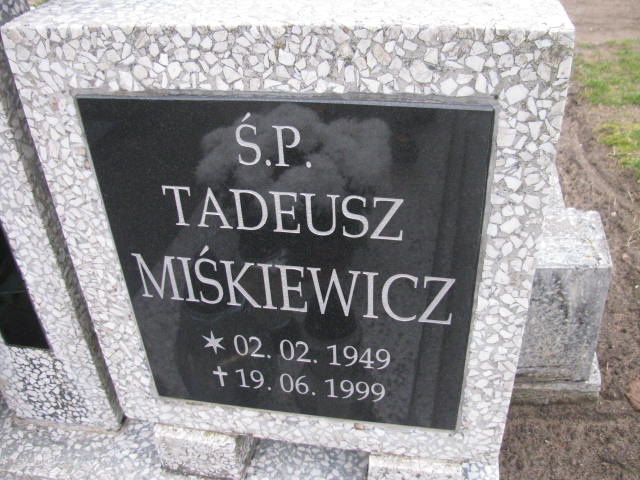 Ś.P.
TADEUSZ
MIŚKIEWICZ
* 02. 02. 1949
† 19. 06. 1999